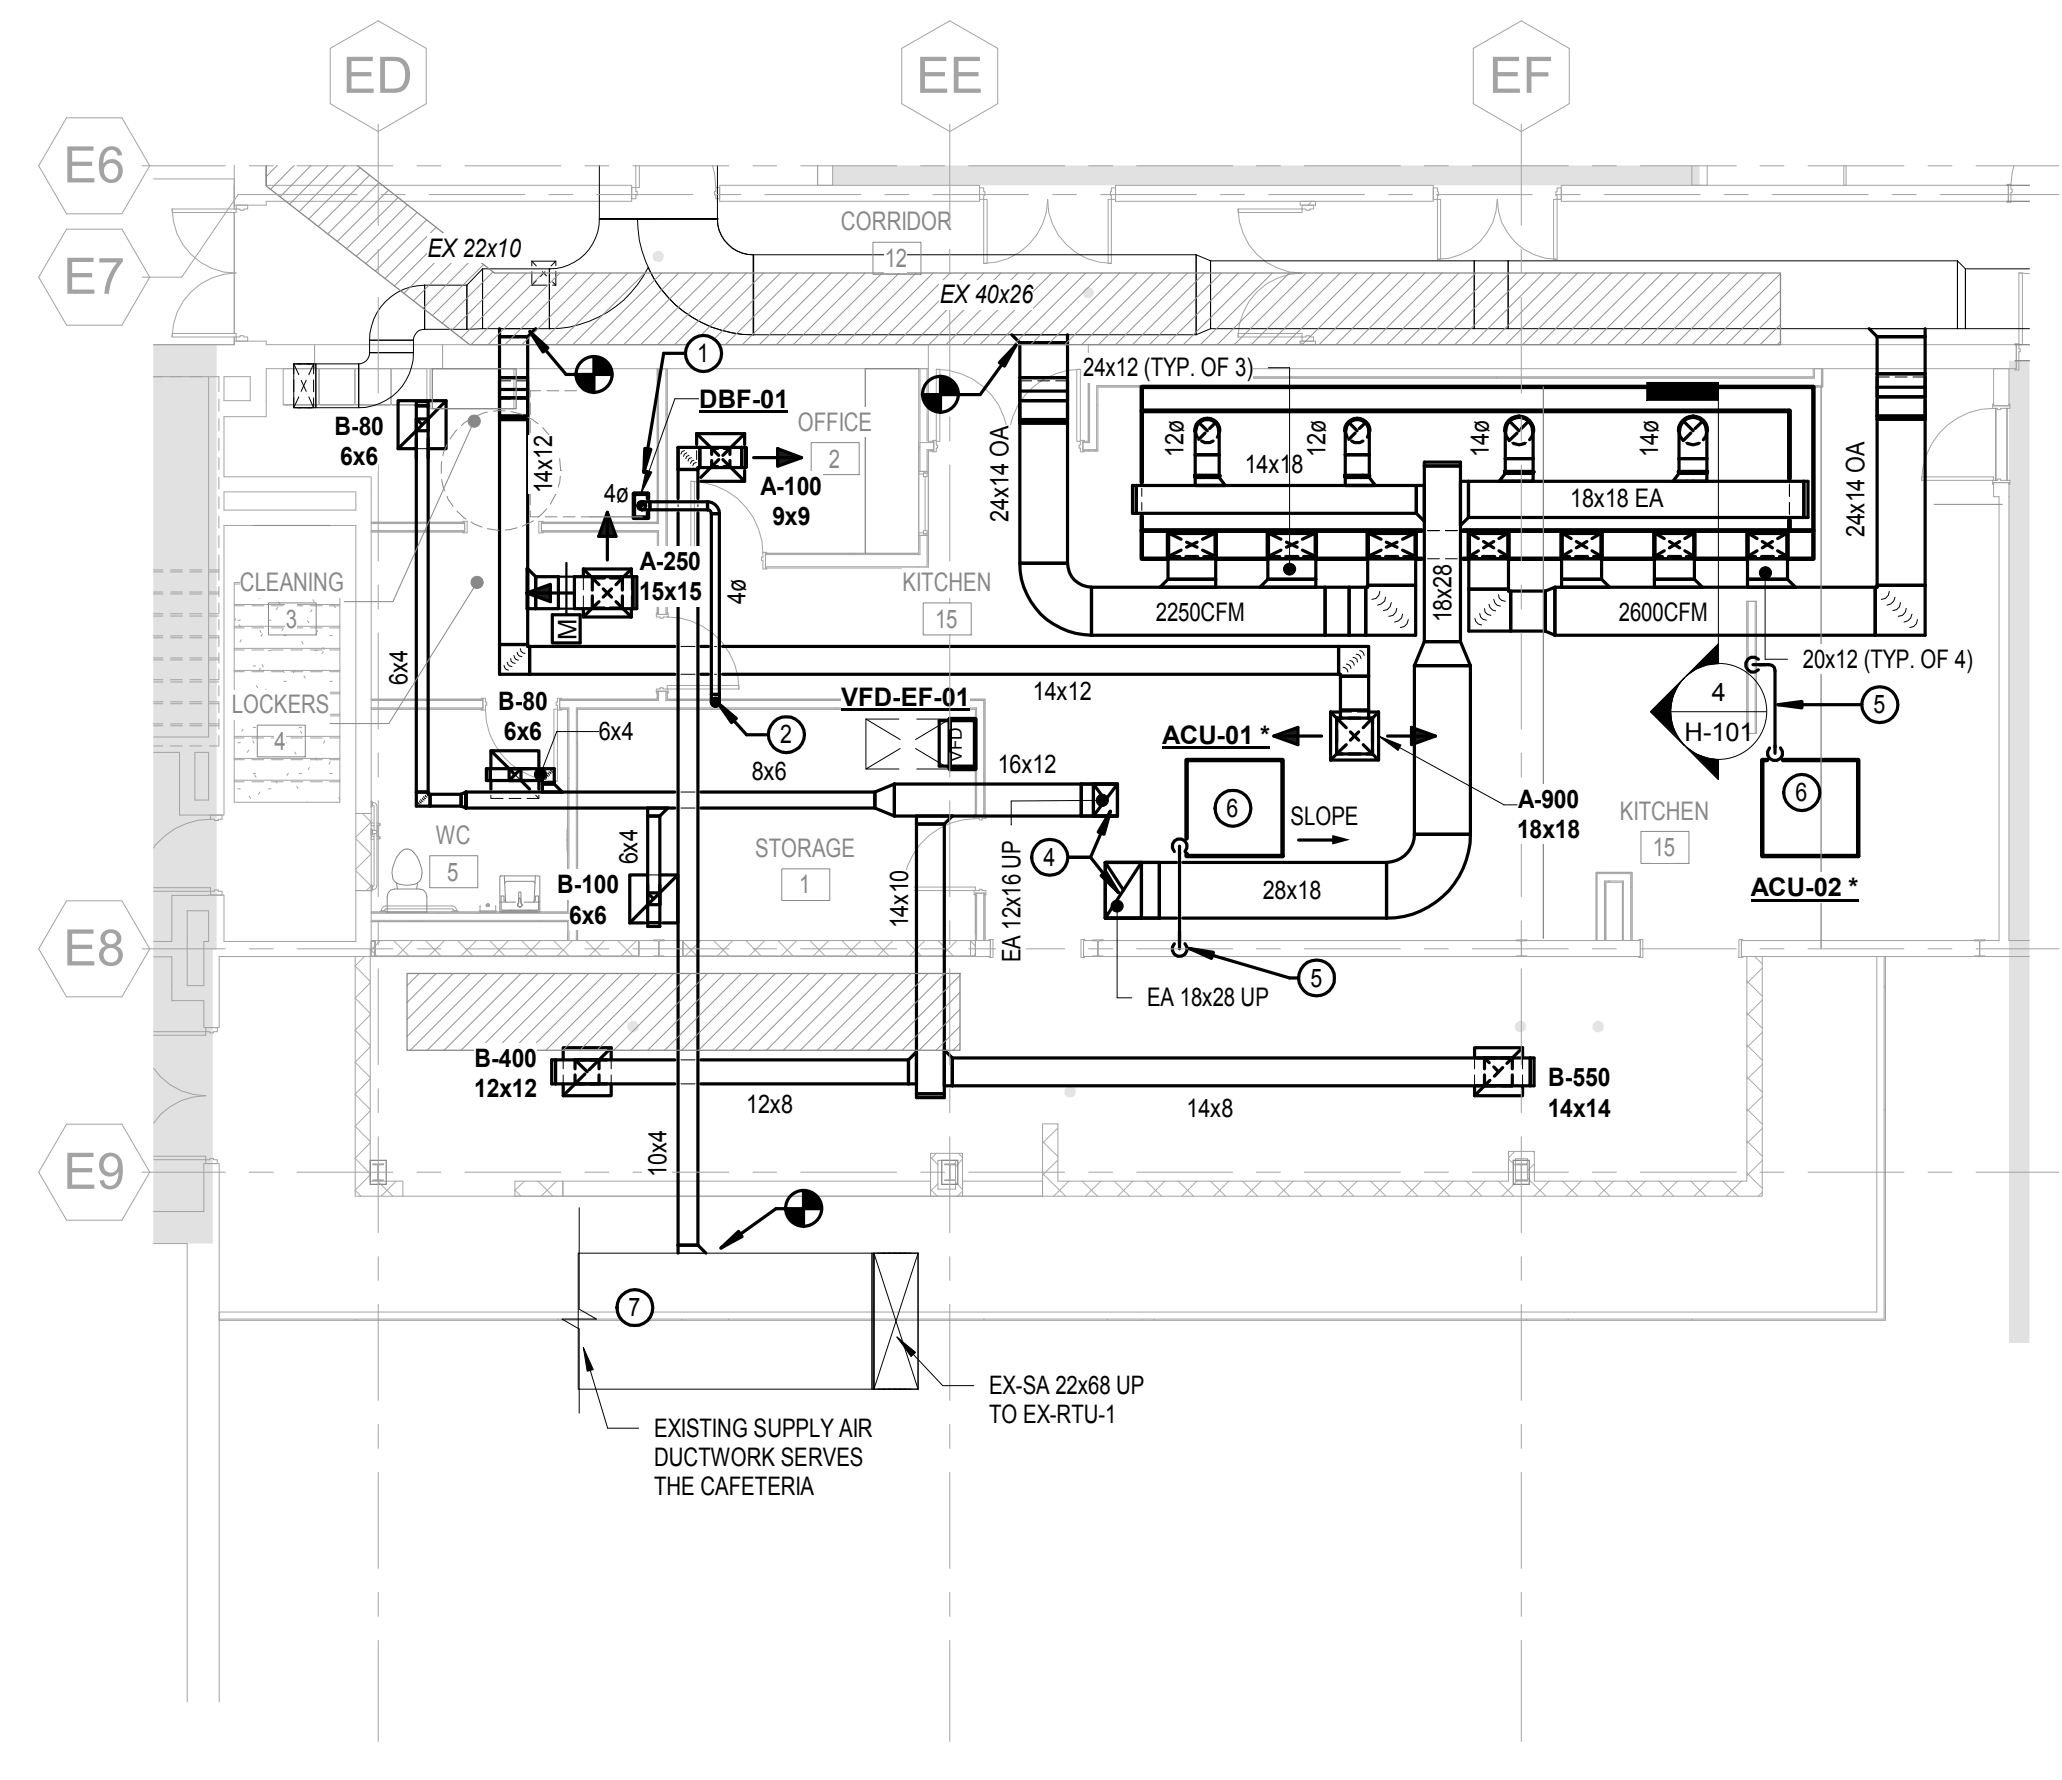 ED
EE
EF
E6
E7
E8
E9
CORRIDOR
12
EX 22x10
EX 40x26
1
24x12 (TYP. OF 3)
DBF-01
B-80
6x6
OFFICE
2
14x12
A-100
9x9
4ø
24x14 OA
12ø
12ø
14ø
14ø
14x18
18x18 EA
24x14 OA
A-250
15x15
4ø
M
CLEANING
3
KITCHEN
15
18x28
2250CFM
2600CFM
6x4
20x12 (TYP. OF 4)
14x12
LOCKERS
4
B-80
6x6
6x4
VFD-EF-01
VFD
2
8x6
ACU-01 *
4
H-101
5
16x12
A-900
18x18
6
SLOPE
KITCHEN
15
6
WC
5
6x4
STORAGE
1
EA 12x16 UP
4
B-100
6x6
14x10
28x18
ACU-02 *
5
EA 18x28 UP
B-400
12x12
12x8
14x8
B-550
14x14
10x4
7
EX-SA 22x68 UP
TO EX-RTU-1
EXISTING SUPPLY AIR
DUCTWORK SERVES
THE CAFETERIA